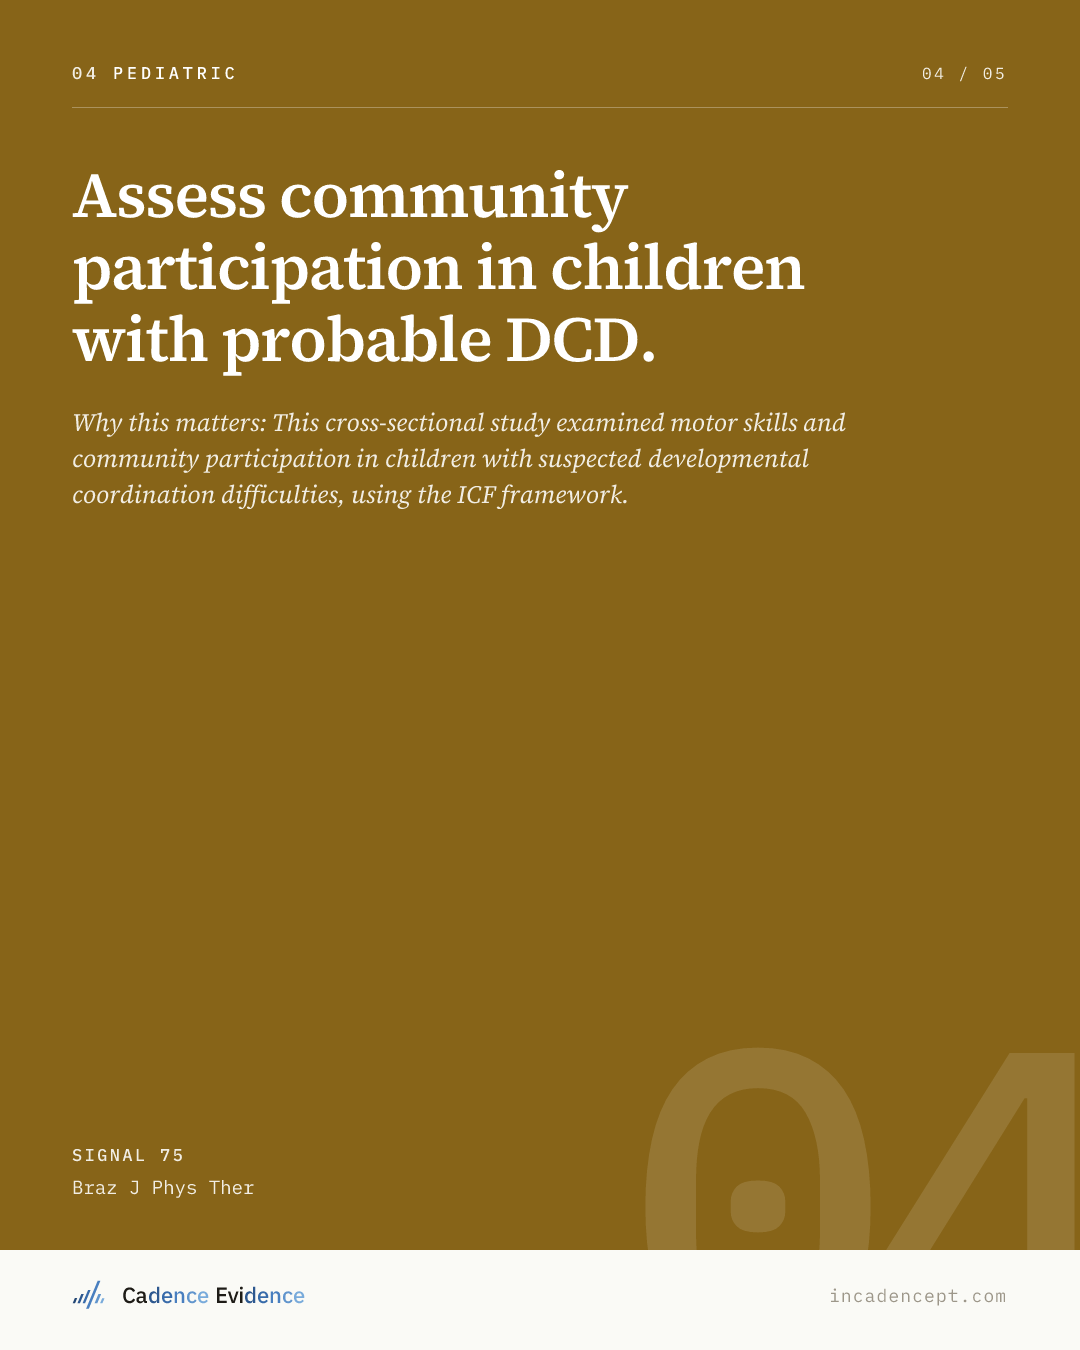 04 PEDIATRIC
04 / 05
Assess community
participation in children
with probable DCD.
Why this matters: This cross-sectional study examined motor skills and
community participation in children with suspected developmental
coordination difficulties, using the ICF framework.
04
SIGNAL 75
Braz J Phys Ther
Cadence Evidence
incadencept.com